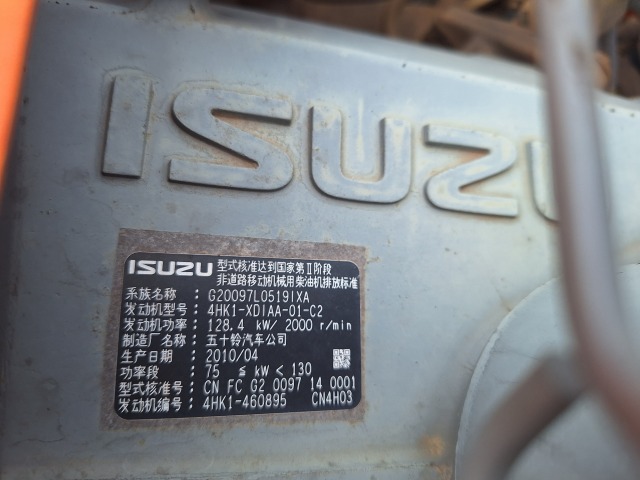 ISUZU
ISUZU 型式核准达到国家第Ⅱ阶段
非道路移动机械用柴油机排放标准
系族名称 : G20097L0519IXA
发动机型号 : 4HK1-XDIAA-01-C2
功率/转速 : 128.4 kW/ 2000 r/min
制造厂名称 : 五十铃汽车公司
生产日期 : 2010/04
功率段 : 75 ≦ kW < 130
型式核准号 : CN FC G2 0097 14 0001
发动机编号 : 4HK1-460895 CN4H03